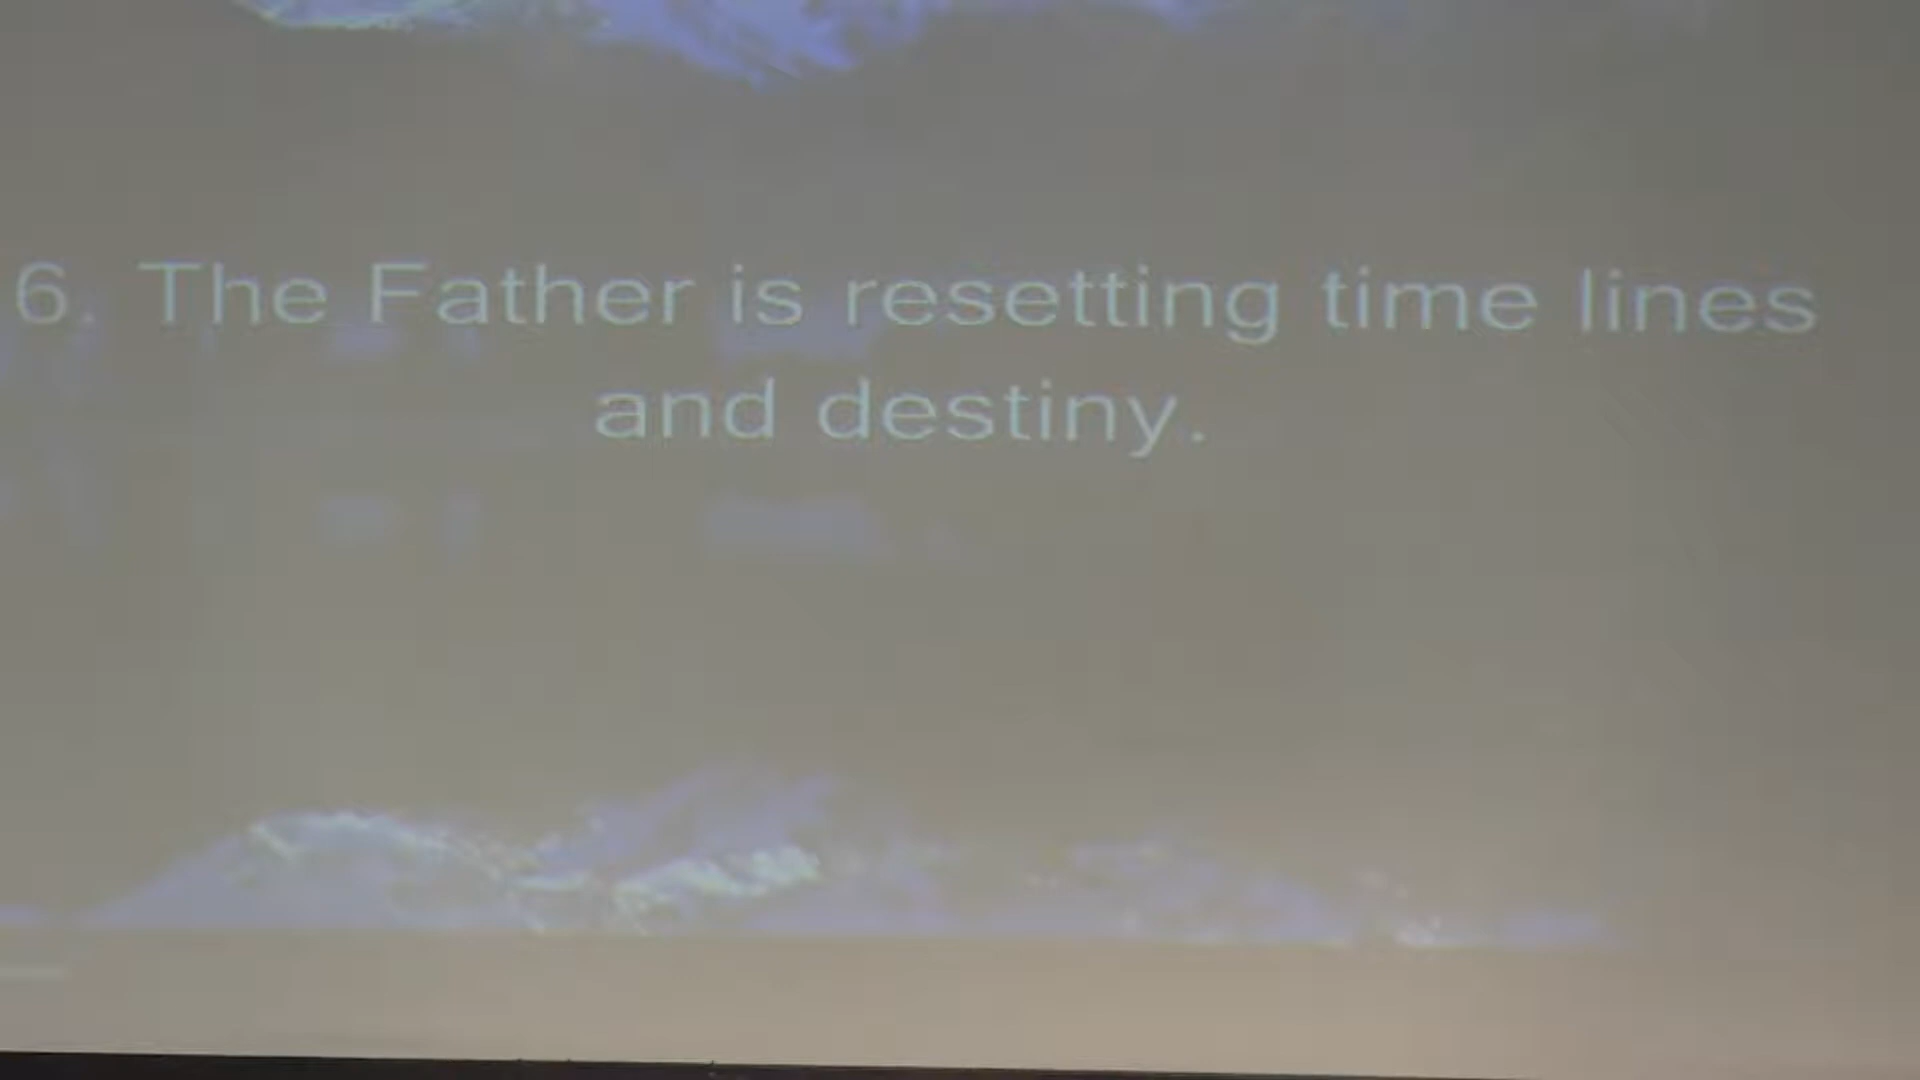 6. The Father is resetting time lines
and destiny.